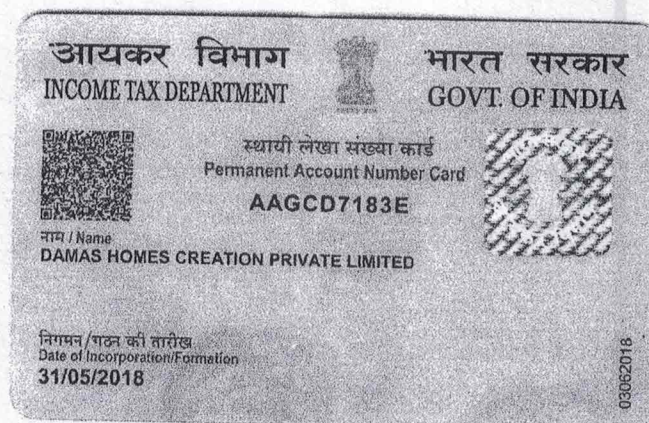 आयकर विभाग
INCOME TAX DEPARTMENT
भारत सरकार
GOVT. OF INDIA
स्थायी लेखा संख्या कार्ड
Permanent Account Number Card
AAGCD7183E
नाम / Name
DAMAS HOMES CREATION PRIVATE LIMITED
निगमन/गठन की तारीख
Date of Incorporation/Formation
31/05/2018
03062018